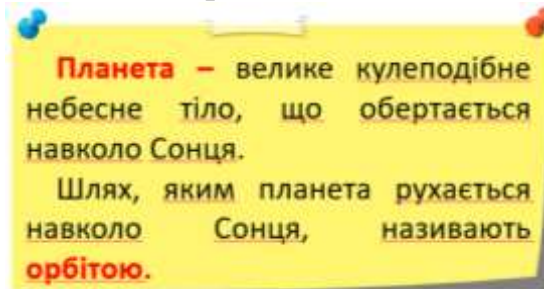 Планета – велике кулеподібне
небесне тіло, що обертається
навколо Сонця.
Шлях, яким планета рухається
навколо Сонця, називають
орбітою.